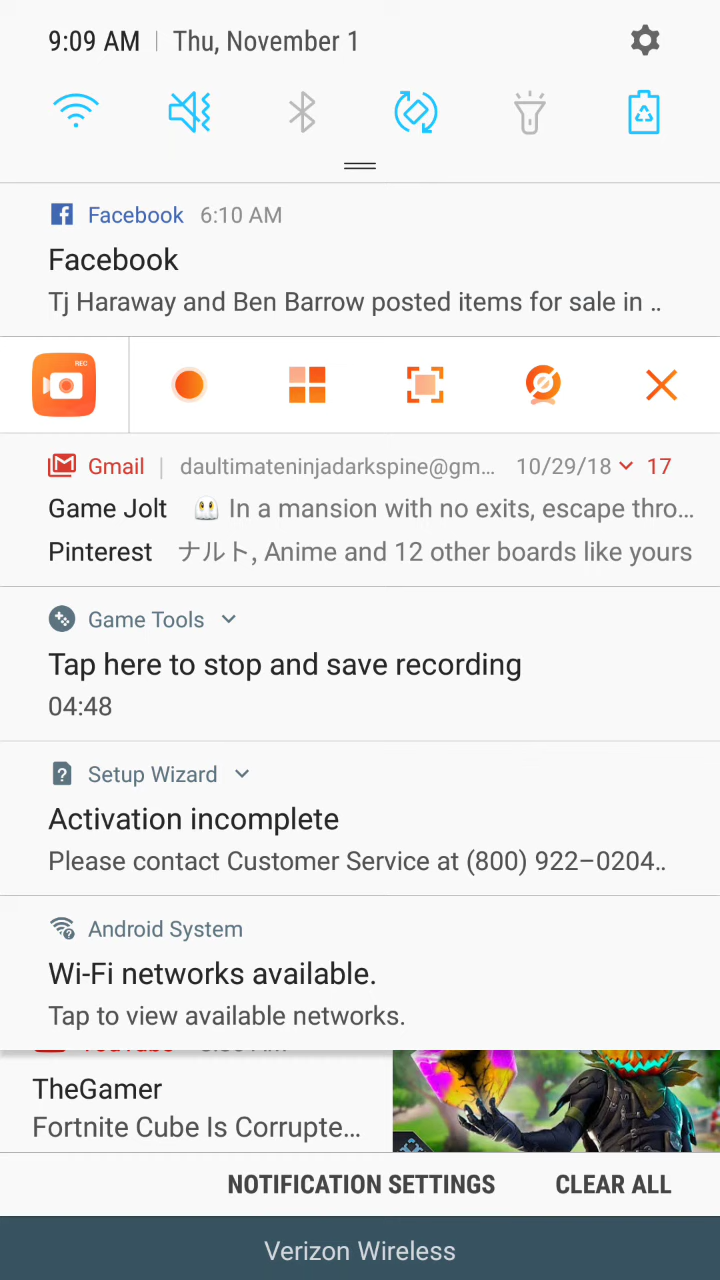 9:09 AM | Thu, November 1
Facebook 6:10 AM
Facebook
Tj Haraway and Ben Barrow posted items for sale in ..
REC
Gmail | daultimateninjadarkspine@gm... 10/29/18 17
Game Jolt In a mansion with no exits, escape thro...
Pinterest ナルト, Anime and 12 other boards like yours
Game Tools
Tap here to stop and save recording
04:48
Setup Wizard
Activation incomplete
Please contact Customer Service at (800) 922–0204..
Android System
Wi-Fi networks available.
Tap to view available networks.
TheGamer
Fortnite Cube Is Corrupte...
NOTIFICATION SETTINGS CLEAR ALL
Verizon Wireless